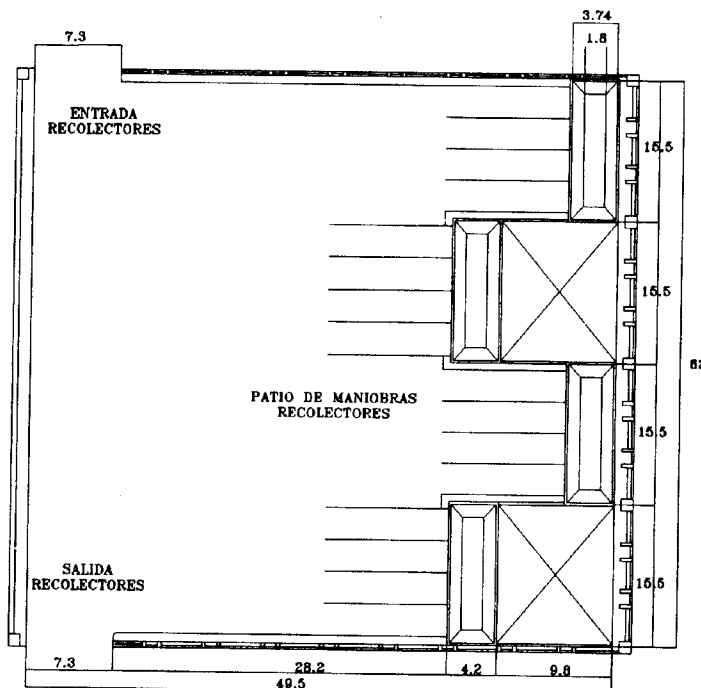 3.74
7.3
1.8
ENTRADA
RECOLECTORES
15.5
15.5
PATIO DE MANIOBRAS
RECOLECTORES
15.5
SALIDA
RECOLECTORES
15.5
7.3
28.2
4.2
9.8
49.5